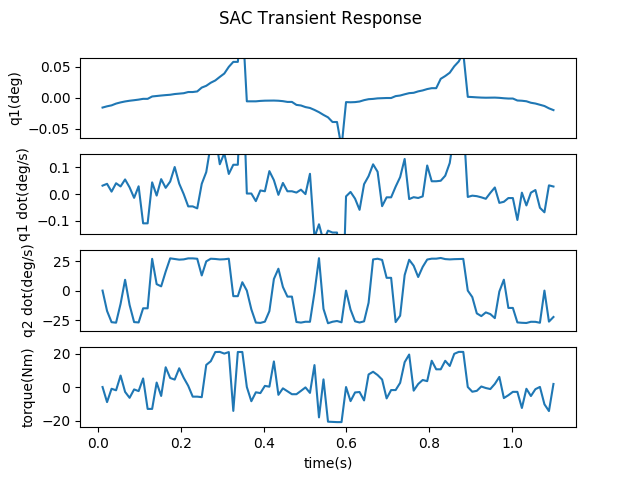 SAC Transient Response
q1(deg)
0.05
0.00
−0.05
q1 dot(deg/s)
0.1
0.0
−0.1
q2 dot(deg/s)
25
0
−25
torque(Nm)
20
0
−20
0.0 0.2 0.4 0.6 0.8 1.0
time(s)